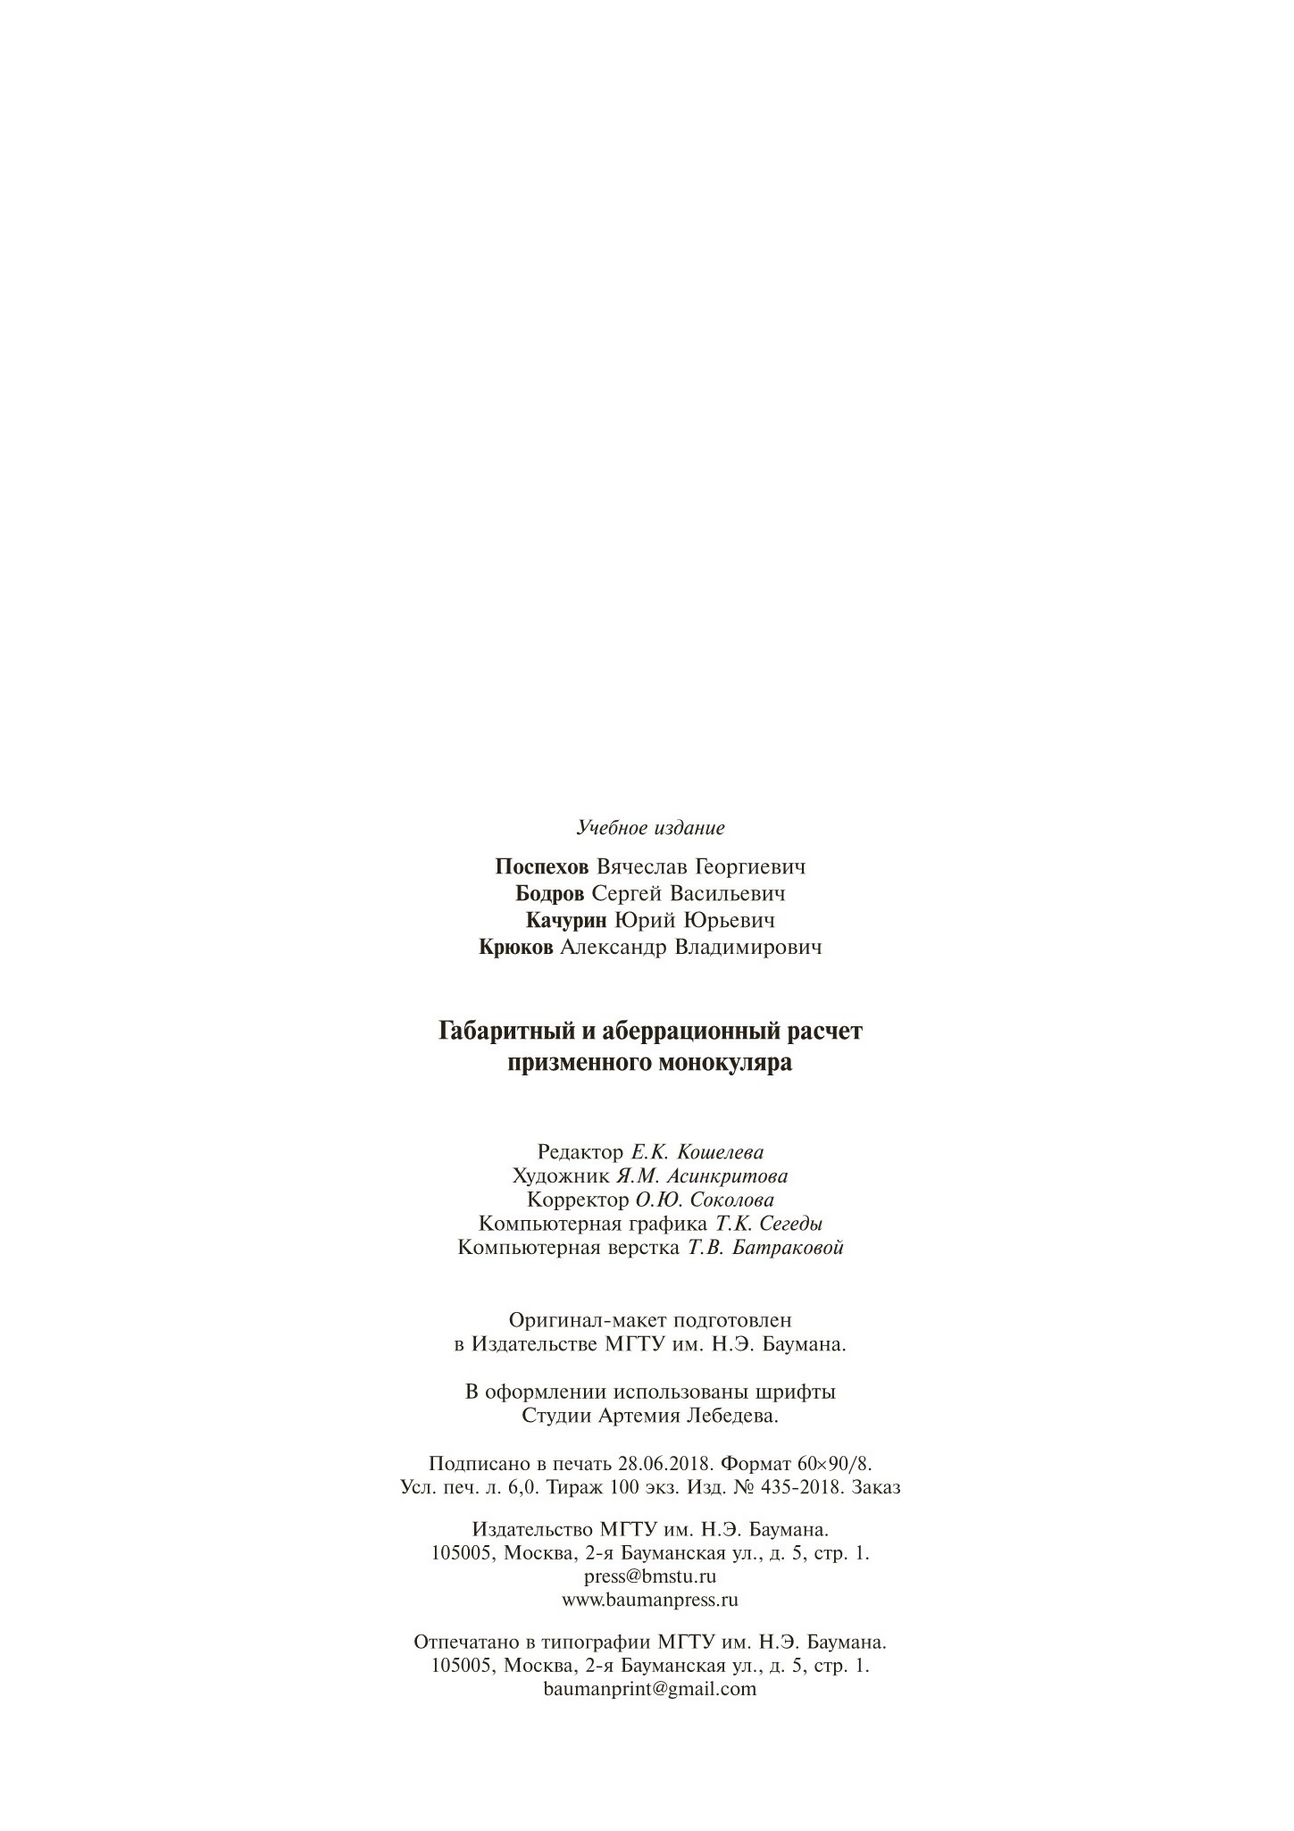 Учебное издание
Поспехов Вячеслав Георгиевич
Бодров Сергей Васильевич
Качурин Юрий Юрьевич
Крюков Александр Владимирович
Габаритный и аберрационный расчет
призменного монокуляра
Редактор Е.К. Кошелева
Художник Я.М. Асинкритова
Корректор О.Ю. Соколова
Компьютерная графика Т.К. Сегеды
Компьютерная верстка Т.В. Батраковой
Оригинал-макет подготовлен
в Издательстве МГТУ им. Н.Э. Баумана.
В оформлении использованы шрифты
Студии Артемия Лебедева.
Подписано в печать 28.06.2018. Формат 60×90/8.
Усл. печ. л. 6,0. Тираж 100 экз. Изд. № 435-2018. Заказ
Издательство МГТУ им. Н.Э. Баумана.
105005, Москва, 2-я Бауманская ул., д. 5, стр. 1.
press@bmstu.ru
www.baumanpress.ru
Отпечатано в типографии МГТУ им. Н.Э. Баумана.
105005, Москва, 2-я Бауманская ул., д. 5, стр. 1.
baumanprint@gmail.com